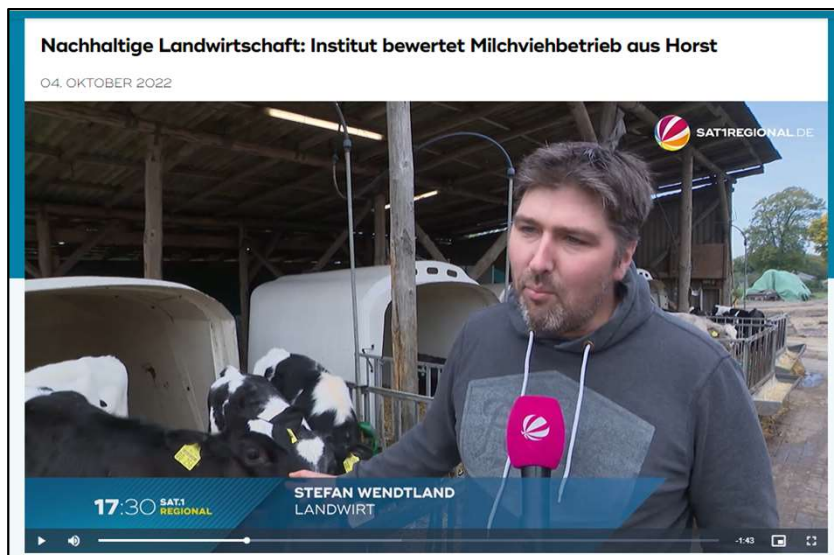 Nachhaltige Landwirtschaft: Institut bewertet Milchviehbetrieb aus Horst
04. OKTOBER 2022
SAT1REGIONAL.DE
17:30 SAT.1
REGIONAL
STEFAN WENDTLAND
LANDWIRT
-1:43